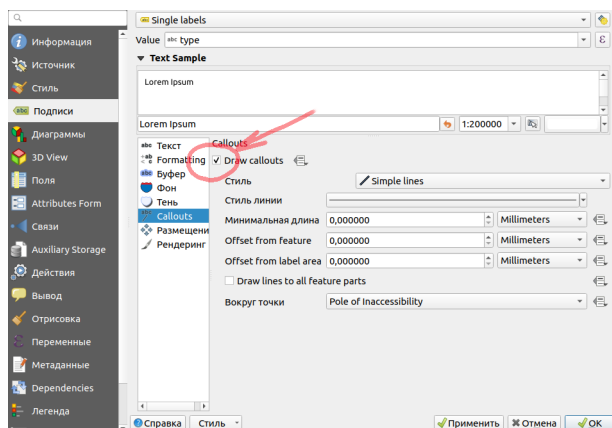 Single labels
Value abc type
ε
Информация
Источник
Стиль
abc Подписи
Диаграммы
3D View
Поля
Attributes Form
Связи
Auxiliary Storage
Действия
Вывод
Отрисовка
Переменные
Метаданные
Dependencies
Легенда
▼ Text Sample
Lorem Ipsum
Lorem Ipsum 1:200000
abc Текст
Formatting
abc Буфер
Фон
Тень
Callouts
Размещени
Рендеринг
Callouts
Draw callouts
Стиль Simple lines
Стиль линии
Минимальная длина 0,000000 Millimeters
Offset from feature 0,000000 Millimeters
Offset from label area 0,000000 Millimeters
Draw lines to all feature parts
Вокруг точки Pole of Inaccessibility
Справка Стиль Применить Отмена OK